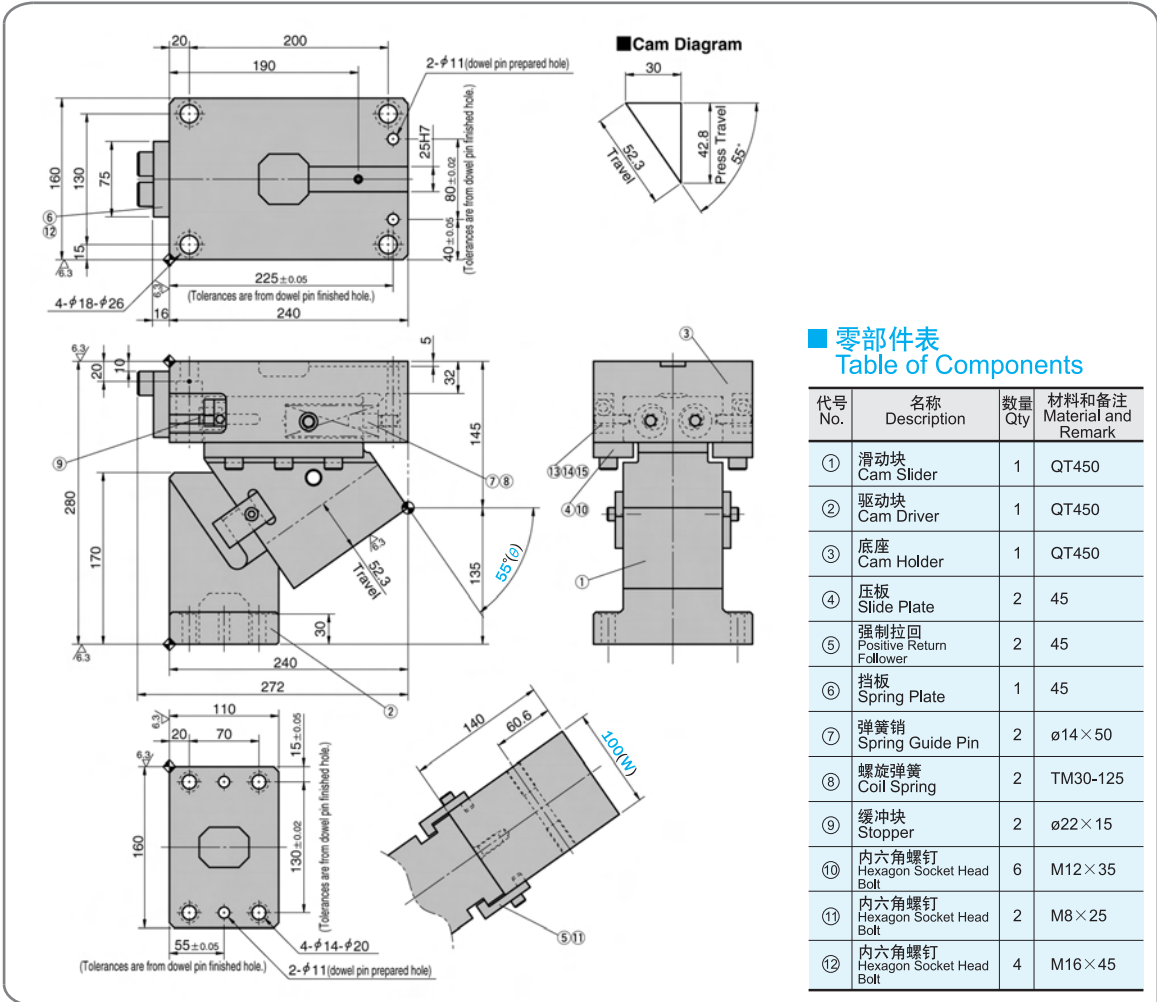 20
200
190
2-φ11(dowel pin prepared hole)
160
130
75
15
25H7
80±0.02
40±0.05
(Tolerances are from dowel pin finished hole.)
⑥
⑫
6.3
6.3
225±0.05
(Tolerances are from dowel pin finished hole.)
4-φ18-φ26
16
240
■Cam Diagram
30
52.3
Travel
42.8
Press Travel
55°
6.3
20
10
5
32
145
280
170
135
⑨
⑦⑧
52.3
Travel
6.3
55°(θ)
30
6.3
240
272
②
③
⑬⑭⑮
④⑩
①
110
6.3
20
70
15±0.05
6.3
160
130±0.02
(Tolerances are from dowel pin finished hole.)
55±0.05
(Tolerances are from dowel pin finished hole.)
4-φ14-φ20
2-φ11(dowel pin prepared hole)
140
60.6
100(W)
⑤⑪
■ 零部件表
Table of Components
代号 名称 数量 材料和备注
No. Description Qty Material and Remark
① 滑动块 Cam Slider 1 QT450
② 驱动块 Cam Driver 1 QT450
③ 底座 Cam Holder 1 QT450
④ 压板 Slide Plate 2 45
⑤ 强制拉回 Positive Return Follower 2 45
⑥ 挡板 Spring Plate 1 45
⑦ 弹簧销 Spring Guide Pin 2 ø14×50
⑧ 螺旋弹簧 Coil Spring 2 TM30-125
⑨ 缓冲块 Stopper 2 ø22×15
⑩ 内六角螺钉 Hexagon Socket Head Bolt 6 M12×35
⑪ 内六角螺钉 Hexagon Socket Head Bolt 2 M8×25
⑫ 内六角螺钉 Hexagon Socket Head Bolt 4 M16×45